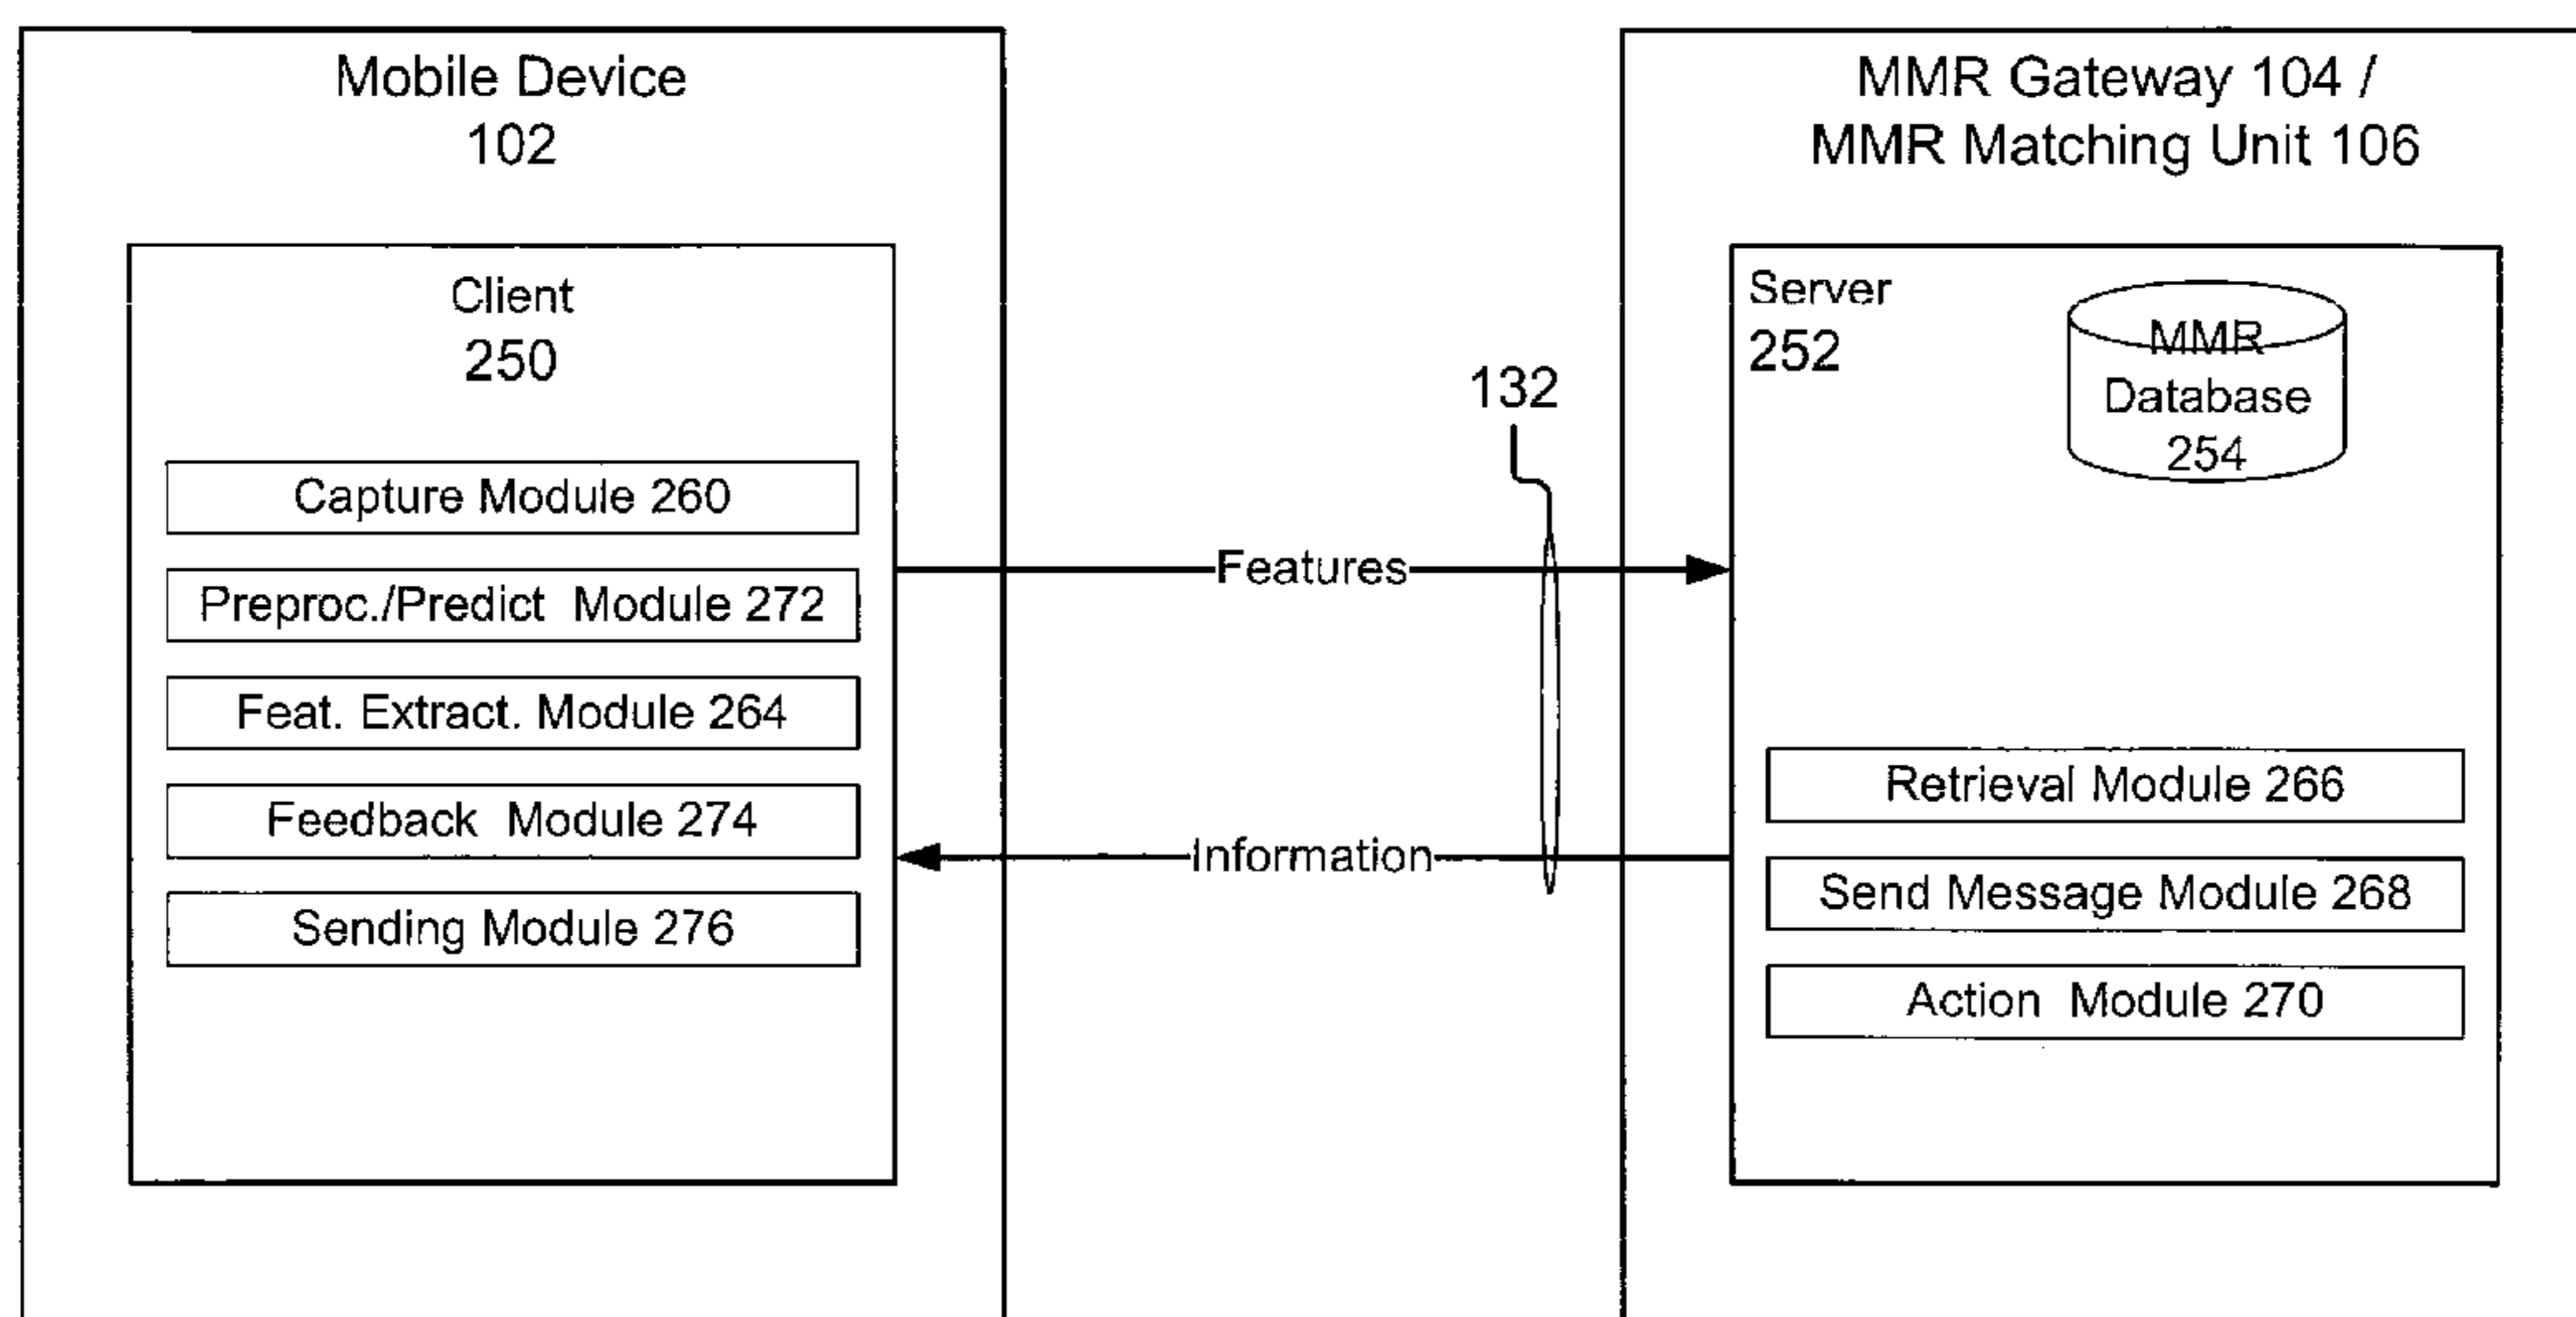 Mobile Device
102
Client
250
Capture Module 260
Preproc./Predict Module 272
Feat. Extract. Module 264
Feedback Module 274
Sending Module 276
132
Features
Information
MMR Gateway 104 /
MMR Matching Unit 106
Server
252
MMR
Database
254
Retrieval Module 266
Send Message Module 268
Action Module 270